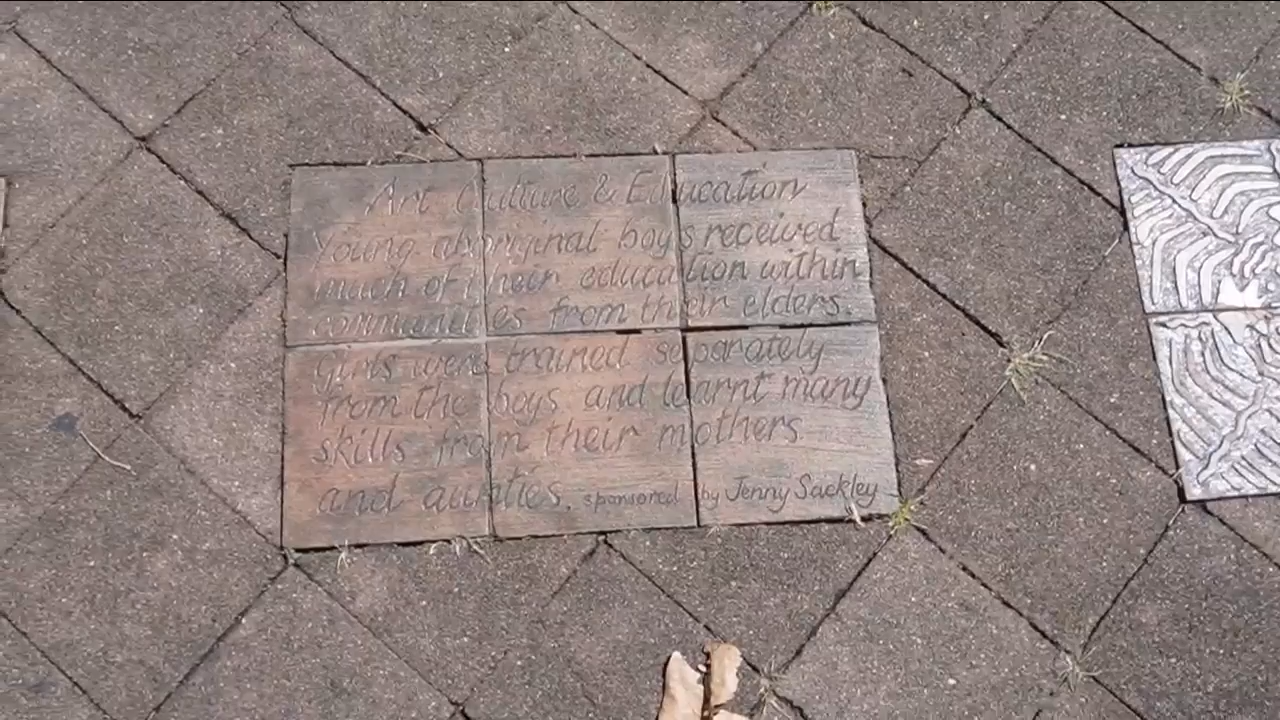 Art Culture & Education
Young aboriginal boys received
much of their education within
communities from their elders.
Girls were trained separately
from the boys and learnt many
skills from their mothers
and aunties. sponsored by Jenny Sackley